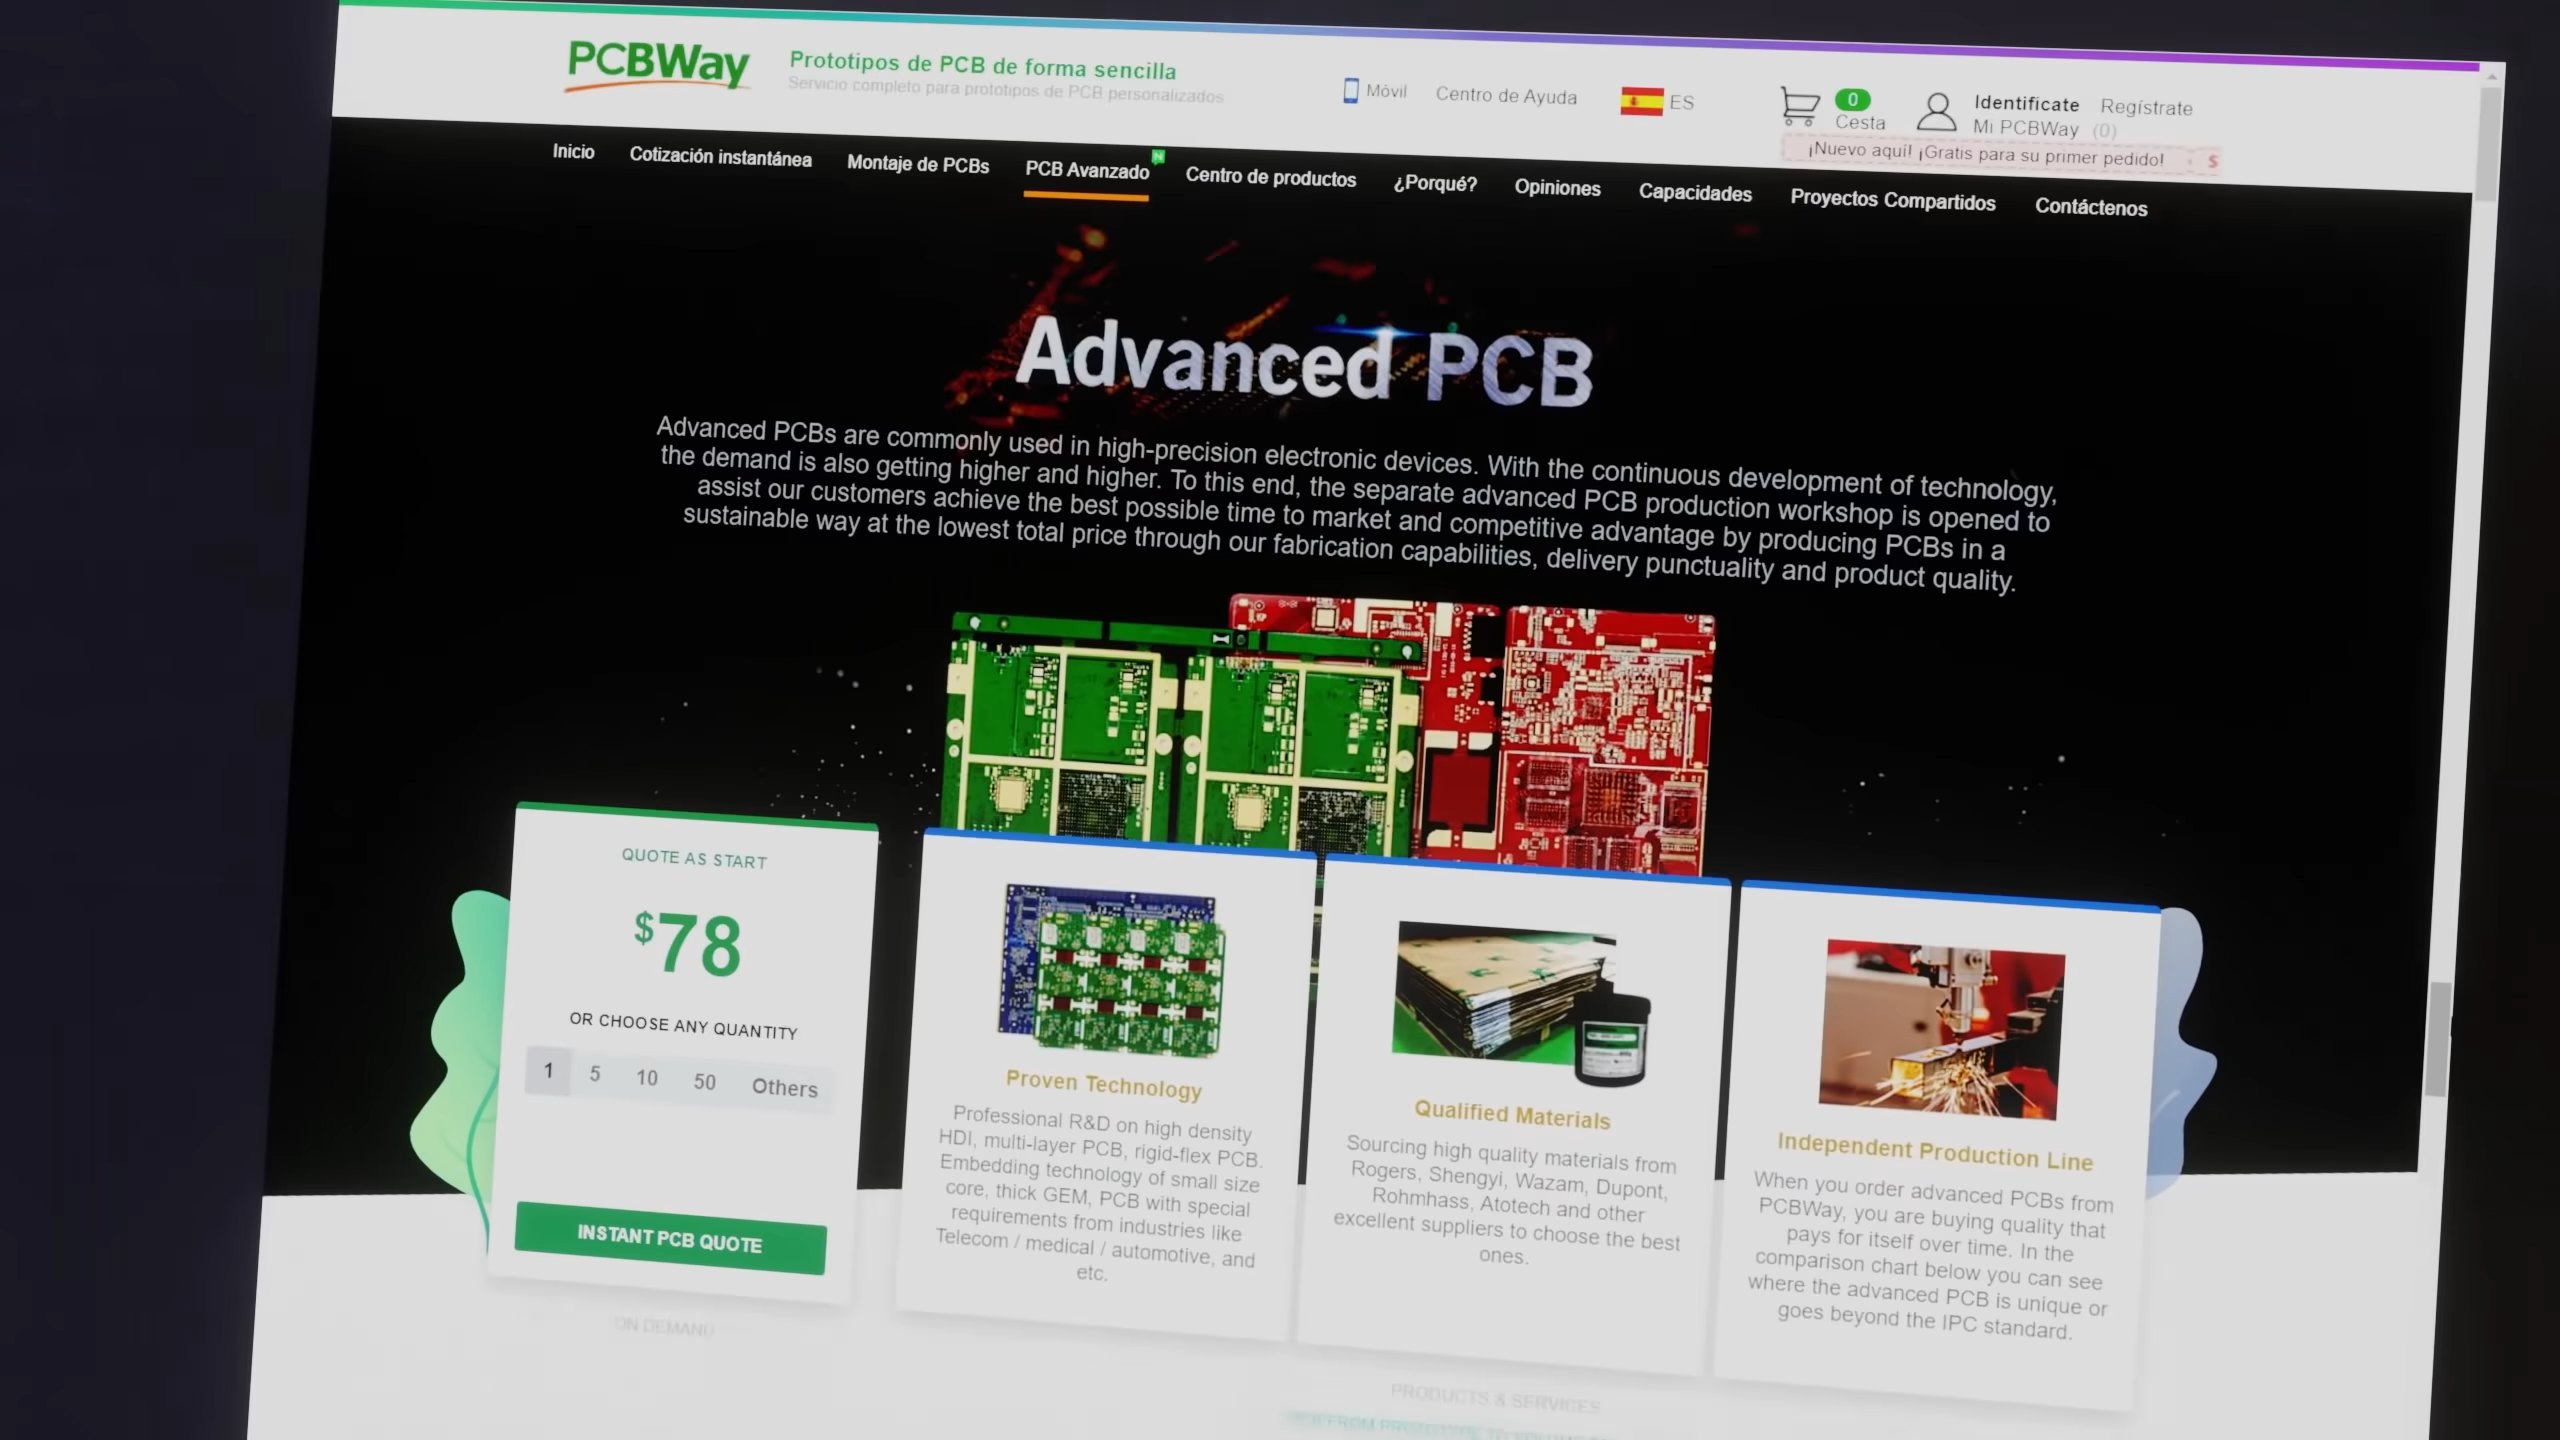 PCBWay
Prototipos de PCB de forma sencilla
Servicio completo para prototipos de PCB personalizados
Móvil
Centro de Ayuda
ES
0
Cesta
Identificate Regístrate
Mi PCBWay (0)
¡Nuevo aquí! ¡Gratis para su primer pedido! $
Inicio
Cotización instantánea
Montaje de PCBs
PCB Avanzado
N
Centro de productos
¿Porqué?
Opiniones
Capacidades
Proyectos Compartidos
Contáctenos
Advanced PCB
Advanced PCBs are commonly used in high-precision electronic devices. With the continuous development of technology,
the demand is also getting higher and higher. To this end, the separate advanced PCB production workshop is opened to
assist our customers achieve the best possible time to market and competitive advantage by producing PCBs in a
sustainable way at the lowest total price through our fabrication capabilities, delivery punctuality and product quality.
QUOTE AS START
$78
OR CHOOSE ANY QUANTITY
1 5 10 50 Others
INSTANT PCB QUOTE
Proven Technology
Professional R&D on high density
HDI, multi-layer PCB, rigid-flex PCB.
Embedding technology of small size
core, thick GEM, PCB with special
requirements from industries like
Telecom / medical / automotive, and
etc.
Qualified Materials
Sourcing high quality materials from
Rogers, Shengyi, Wazam, Dupont,
Rohmhass, Atotech and other
excellent suppliers to choose the best
ones.
Independent Production Line
When you order advanced PCBs from
PCBWay, you are buying quality that
pays for itself over time. In the
comparison chart below you can see
where the advanced PCB is unique or
goes beyond the IPC standard.
ON DEMAND
PRODUCTS & SERVICES
FROM PROTOTYPE TO VOLUME